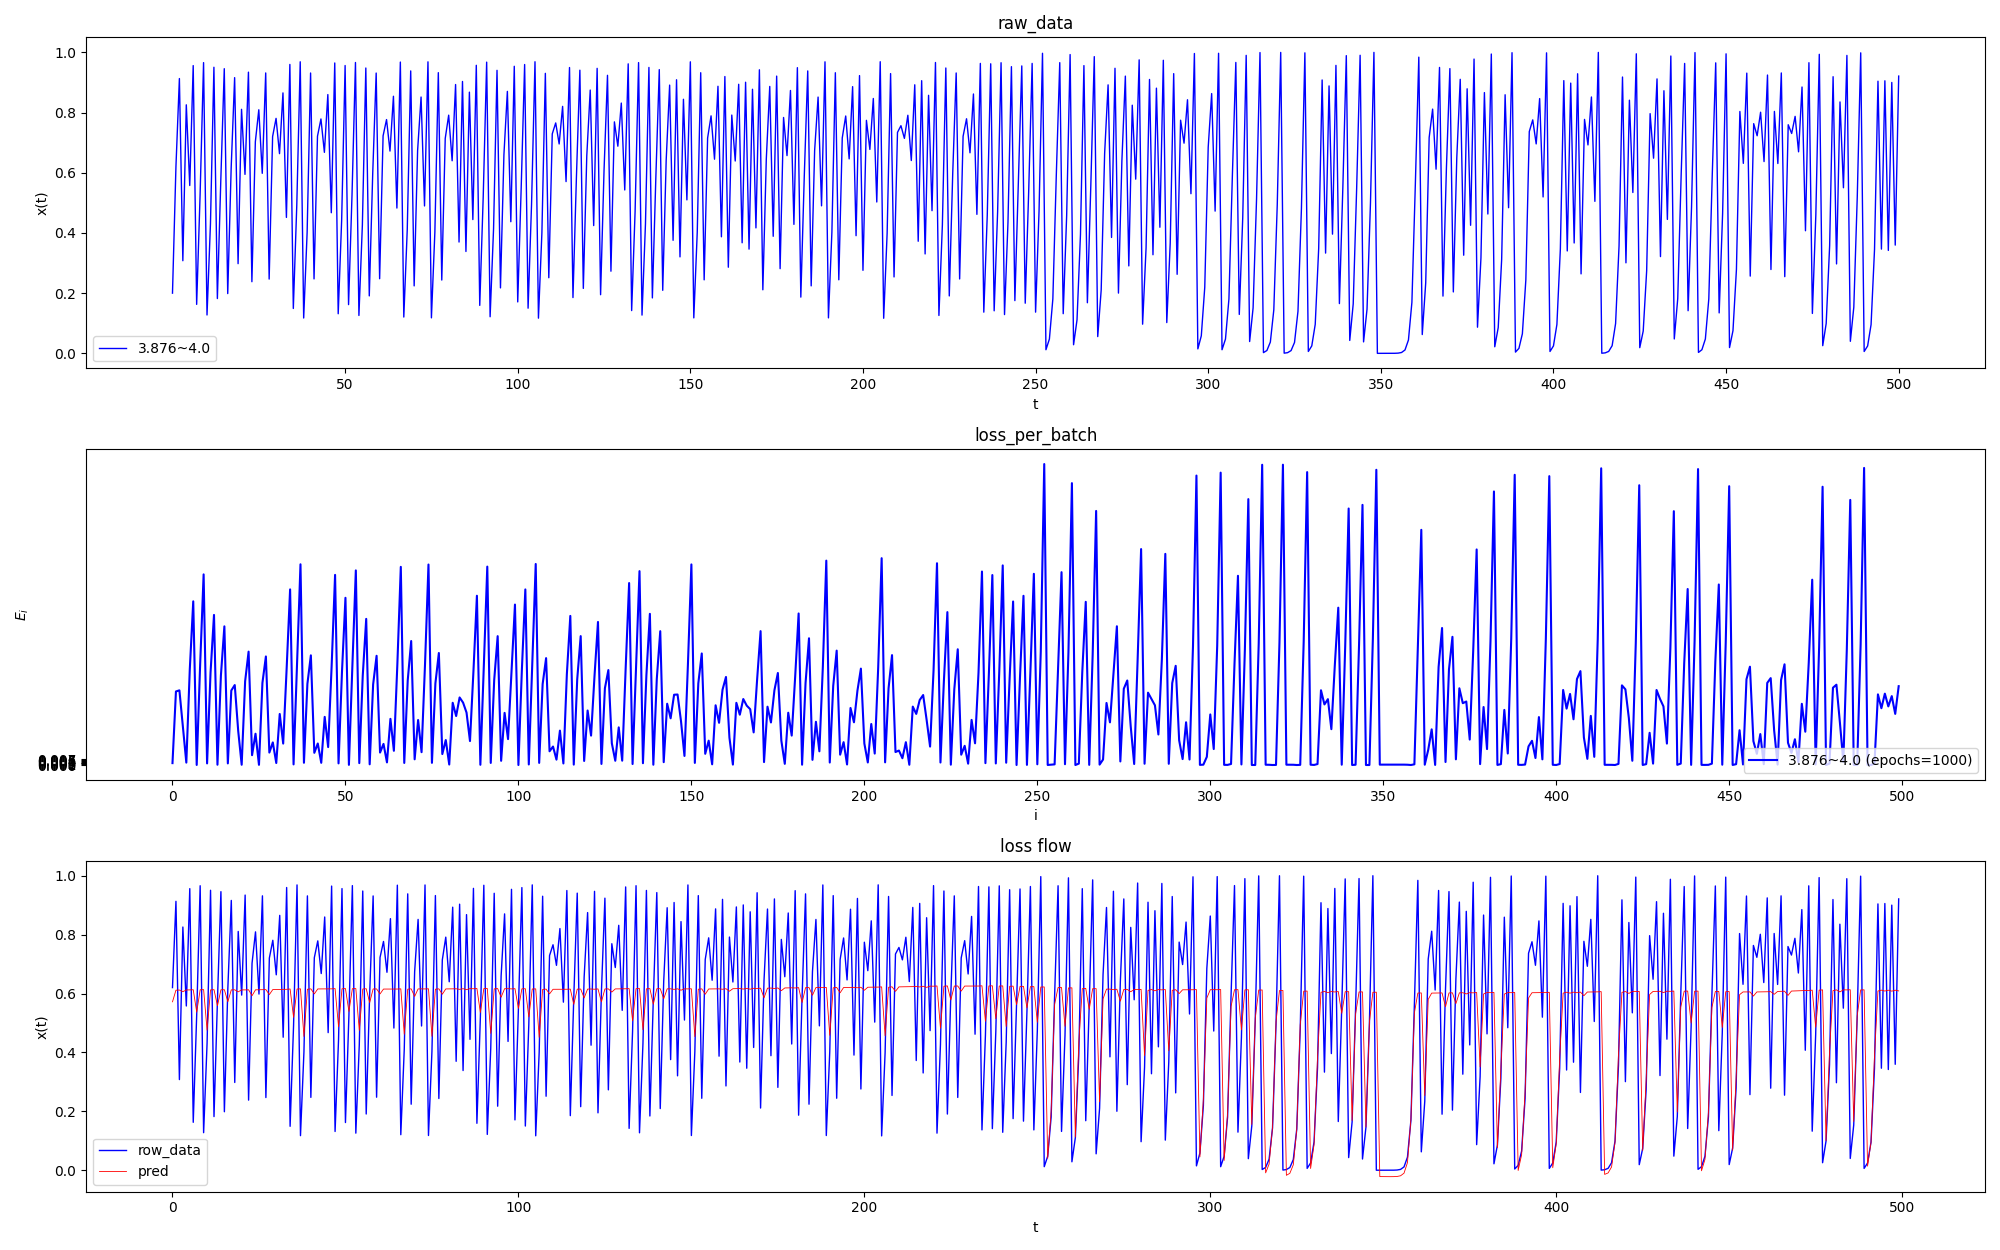 raw_data
1.0
0.8
0.6
0.4
0.2
0.0
x(t)
3.876~4.0
50 100 150 200 250 300 350 400 450 500
t
loss_per_batch
E_i
3.876~4.0 (epochs=1000)
0 50 100 150 200 250 300 350 400 450 500
i
loss flow
1.0
0.8
0.6
0.4
0.2
0.0
x(t)
row_data
pred
0 100 200 300 400 500
t